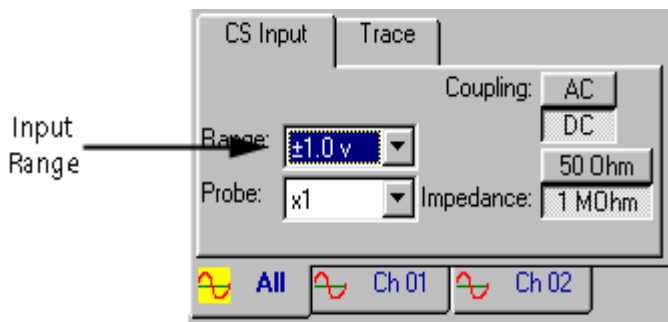 CS Input
Trace
Coupling:
AC
DC
Input
Range
Range:
±1.0 v
50 Ohm
Probe:
x1
Impedance:
1 MOhm
All
Ch 01
Ch 02